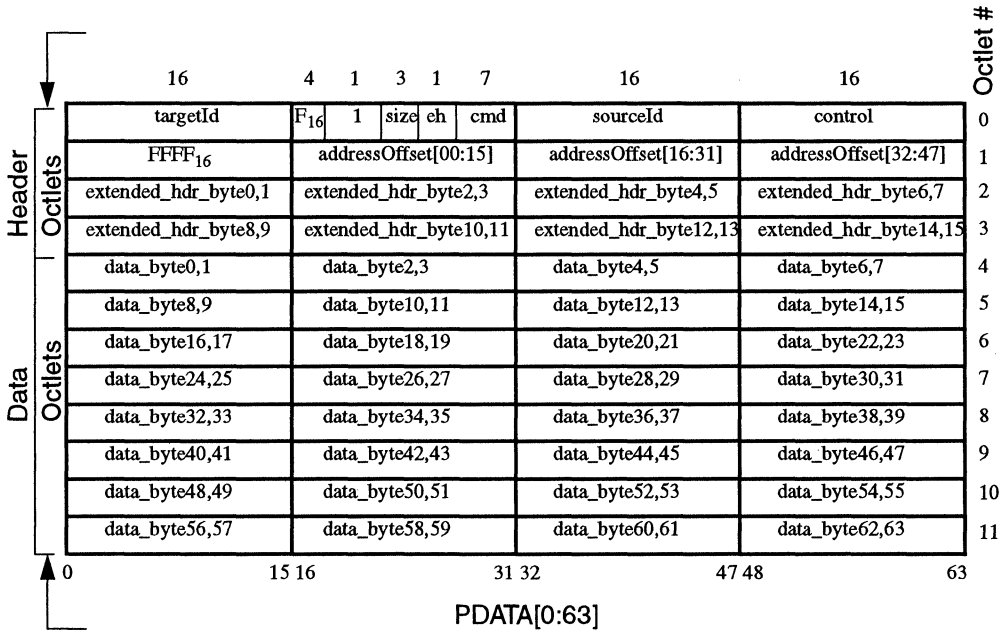 Octlet #
16 4 1 3 1 7 16 16
targetId F16 1 size eh cmd sourceId control 0
FFFF16 addressOffset[00:15] addressOffset[16:31] addressOffset[32:47] 1
extended_hdr_byte0,1 extended_hdr_byte2,3 extended_hdr_byte4,5 extended_hdr_byte6,7 2
extended_hdr_byte8,9 extended_hdr_byte10,11 extended_hdr_byte12,13 extended_hdr_byte14,15 3
Header
Octlets
data_byte0,1 data_byte2,3 data_byte4,5 data_byte6,7 4
data_byte8,9 data_byte10,11 data_byte12,13 data_byte14,15 5
data_byte16,17 data_byte18,19 data_byte20,21 data_byte22,23 6
data_byte24,25 data_byte26,27 data_byte28,29 data_byte30,31 7
data_byte32,33 data_byte34,35 data_byte36,37 data_byte38,39 8
data_byte40,41 data_byte42,43 data_byte44,45 data_byte46,47 9
data_byte48,49 data_byte50,51 data_byte52,53 data_byte54,55 10
data_byte56,57 data_byte58,59 data_byte60,61 data_byte62,63 11
Data
Octlets
0 15 16 31 32 47 48 63
PDATA[0:63]